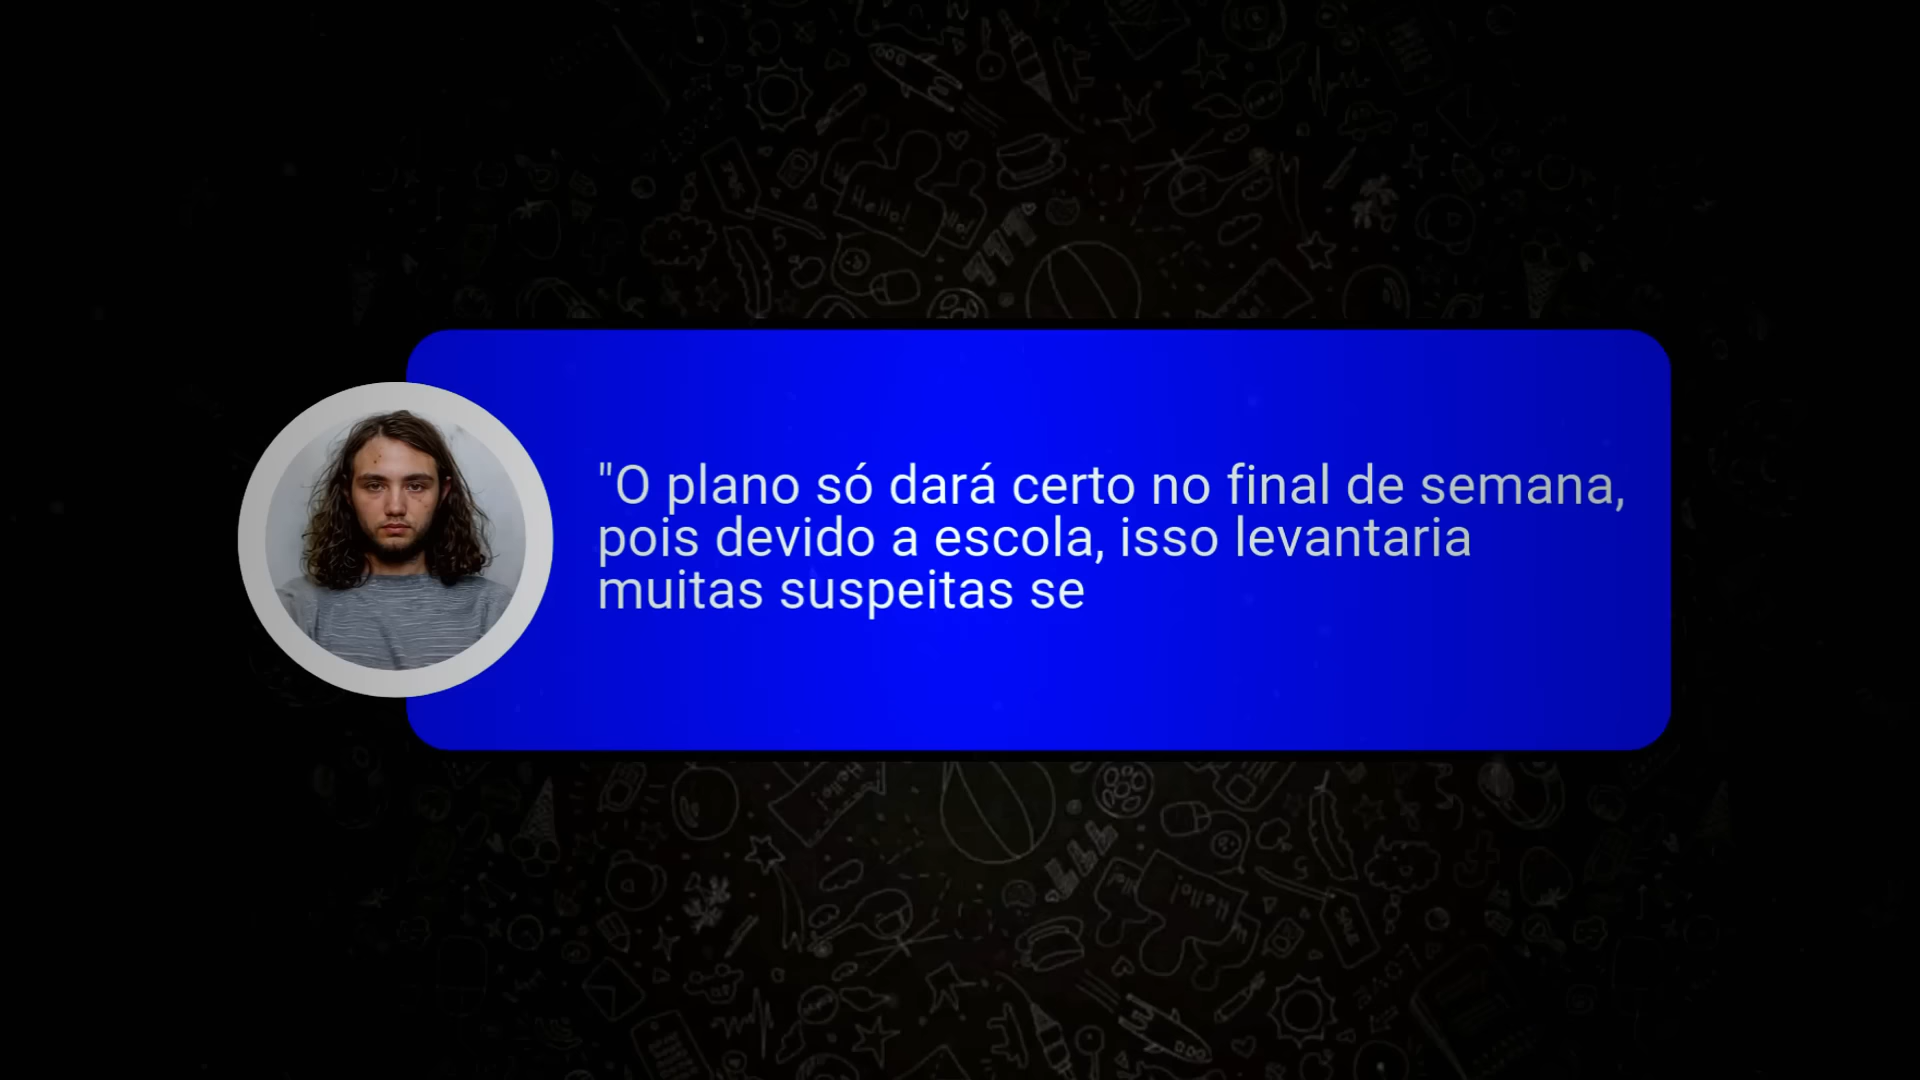 "O plano só dará certo no final de semana,
pois devido a escola, isso levantaria
muitas suspeitas se